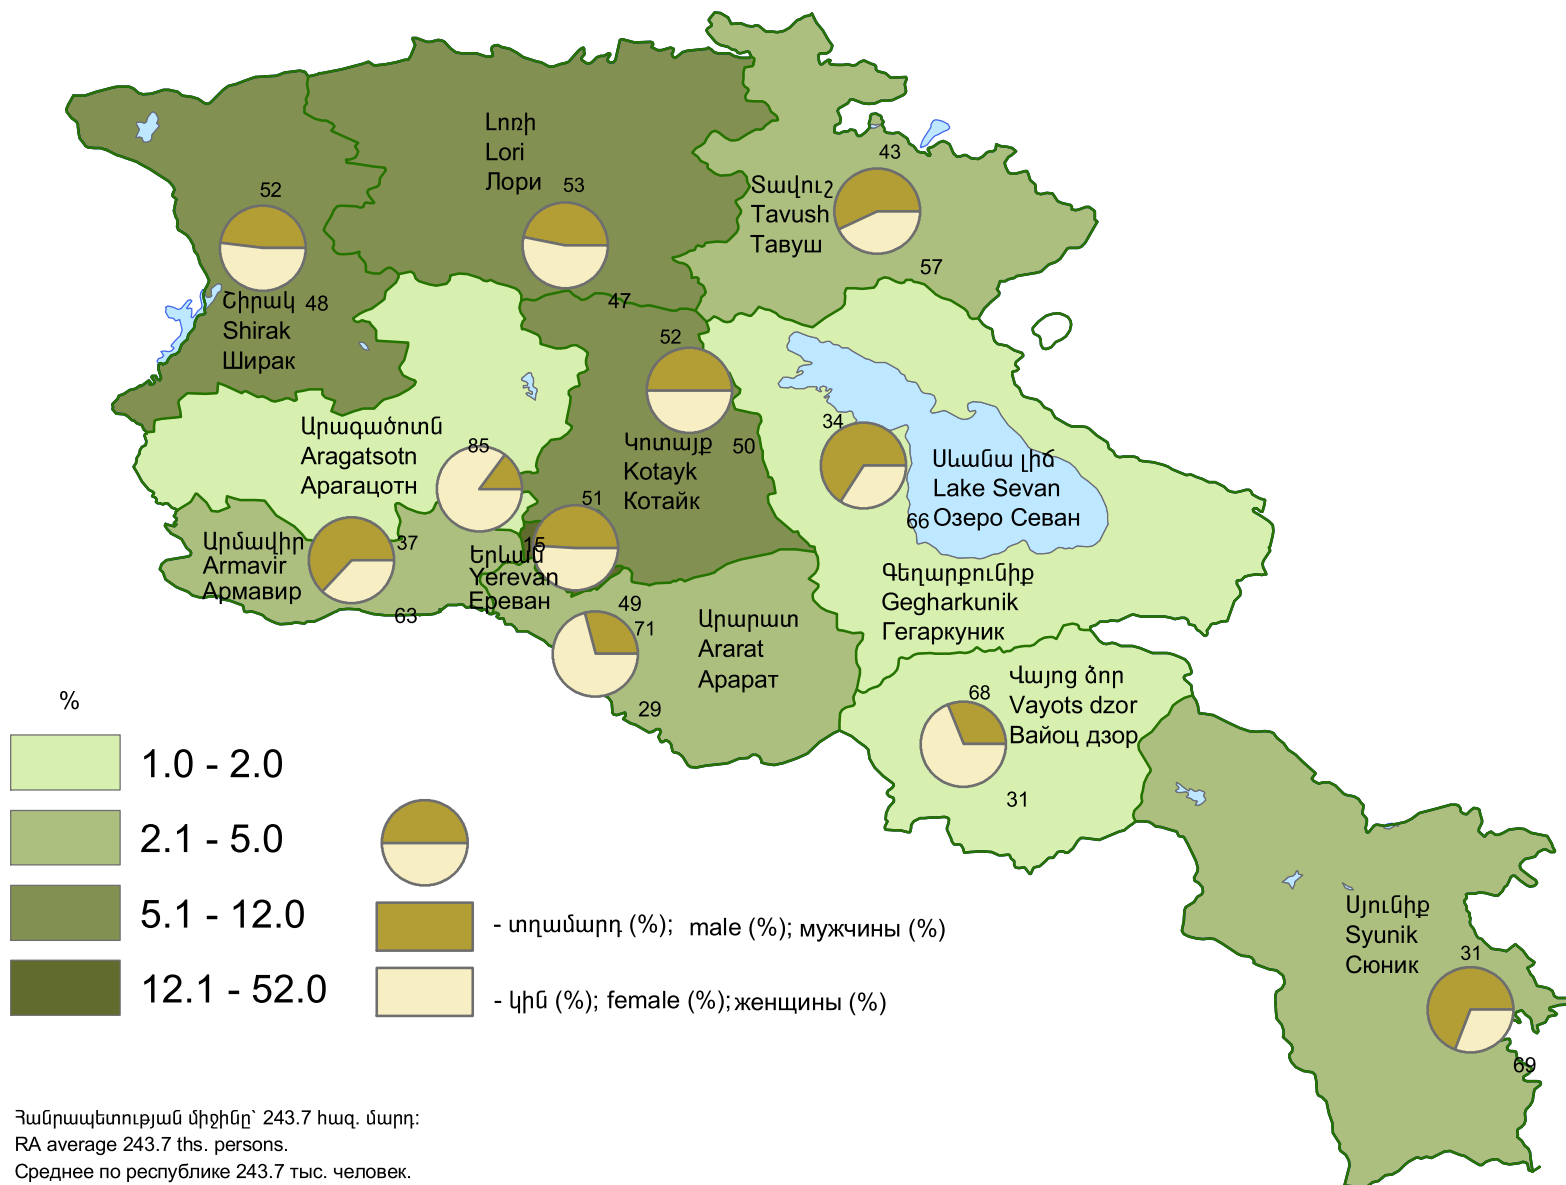 Լոռի
Lori
Лори
53
47
52
Շիրակ 48
Shirak
Ширак
43
Տավուշ
Tavush
Тавуш
57
52
Կոտայք
Kotayk
Котайк
50
Արագածոտն
Aragatsotn
Арагацотн
85
15
34
66
Սևանա լիճ
Lake Sevan
Озеро Севан
Գեղարքունիք
Gegharkunik
Гегаркуник
Արմավիր
Armavir
Армавир
37
63
51
Երևան
Yerevan
Ереван
49
71
Արարատ
Ararat
Арарат
29
68
Վայոց ձոր
Vayots dzor
Вайоц дзор
31
Սյունիք
Syunik
Сюник
31
69
%
1.0 - 2.0
2.1 - 5.0
5.1 - 12.0
12.1 - 52.0
- տղամարդ (%); male (%); мужчины (%)
- կին (%); female (%); женщины (%)
Հանրապետության միջինը` 243.7 հազ. մարդ:
RA average 243.7 ths. persons.
Среднее по республике 243.7 тыс. человек.